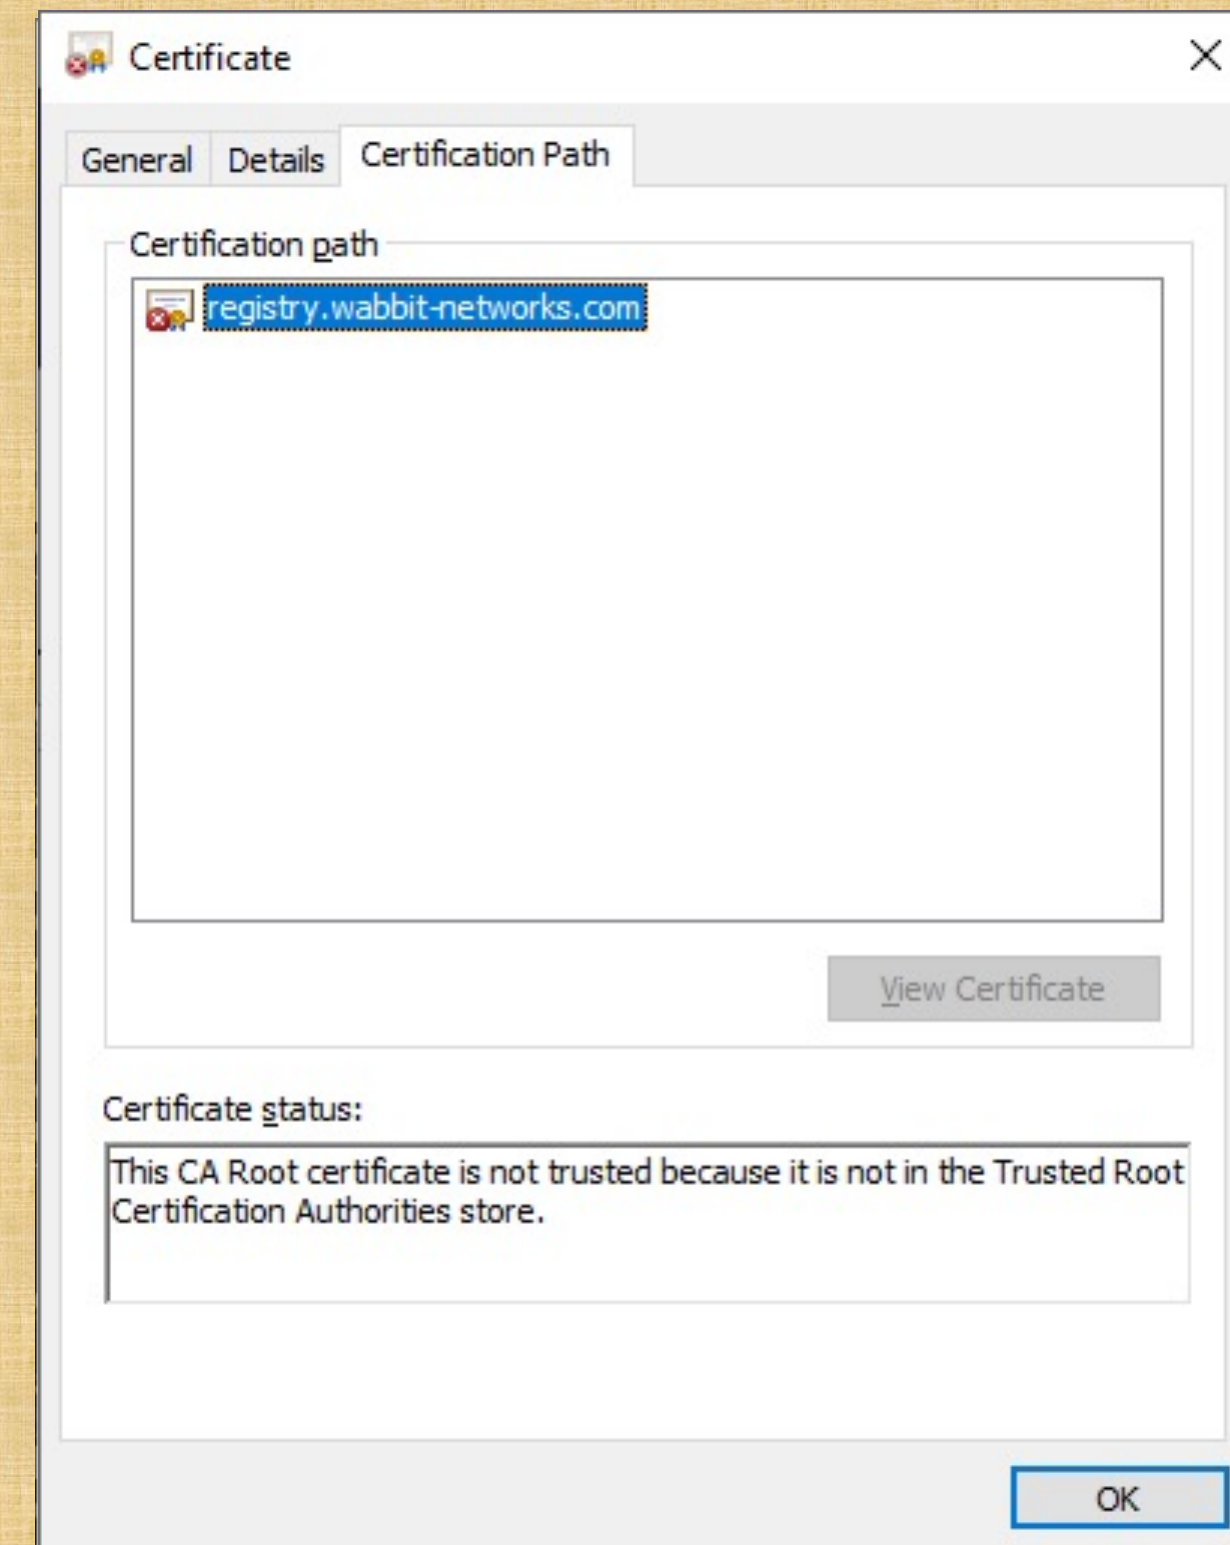 Certificate
General Details Certification Path
Certification path
registry.wabbit-networks.com
View Certificate
Certificate status:
This CA Root certificate is not trusted because it is not in the Trusted Root
Certification Authorities store.
OK